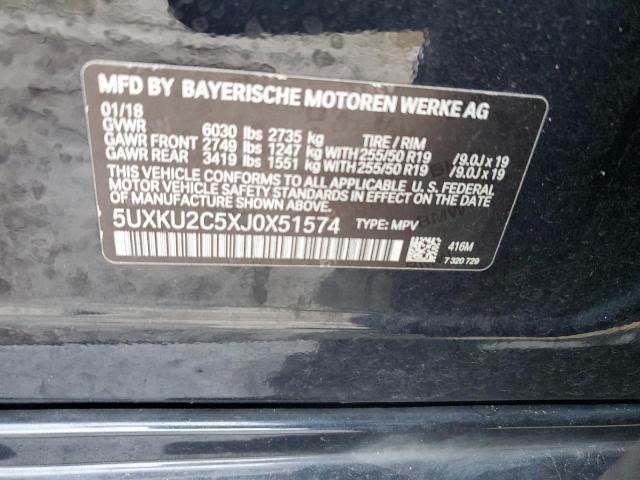 MFD BY BAYERISCHE MOTOREN WERKE AG
01/18
GVWR 6030 lbs 2735 kg TIRE / RIM
GAWR FRONT 2749 lbs 1247 kg WITH 255/50 R19 /9.0J x 19
GAWR REAR 3419 lbs 1551 kg WITH 255/50 R19 /9.0J x 19
THIS VEHICLE CONFORMS TO ALL APPLICABLE U. S. FEDERAL
MOTOR VEHICLE SAFETY STANDARDS IN EFFECT ON THE DATE
OF MANUFACTURE SHOWN ABOVE.
5UXKU2C5XJ0X51574 TYPE: MPV
416M
7 320 729